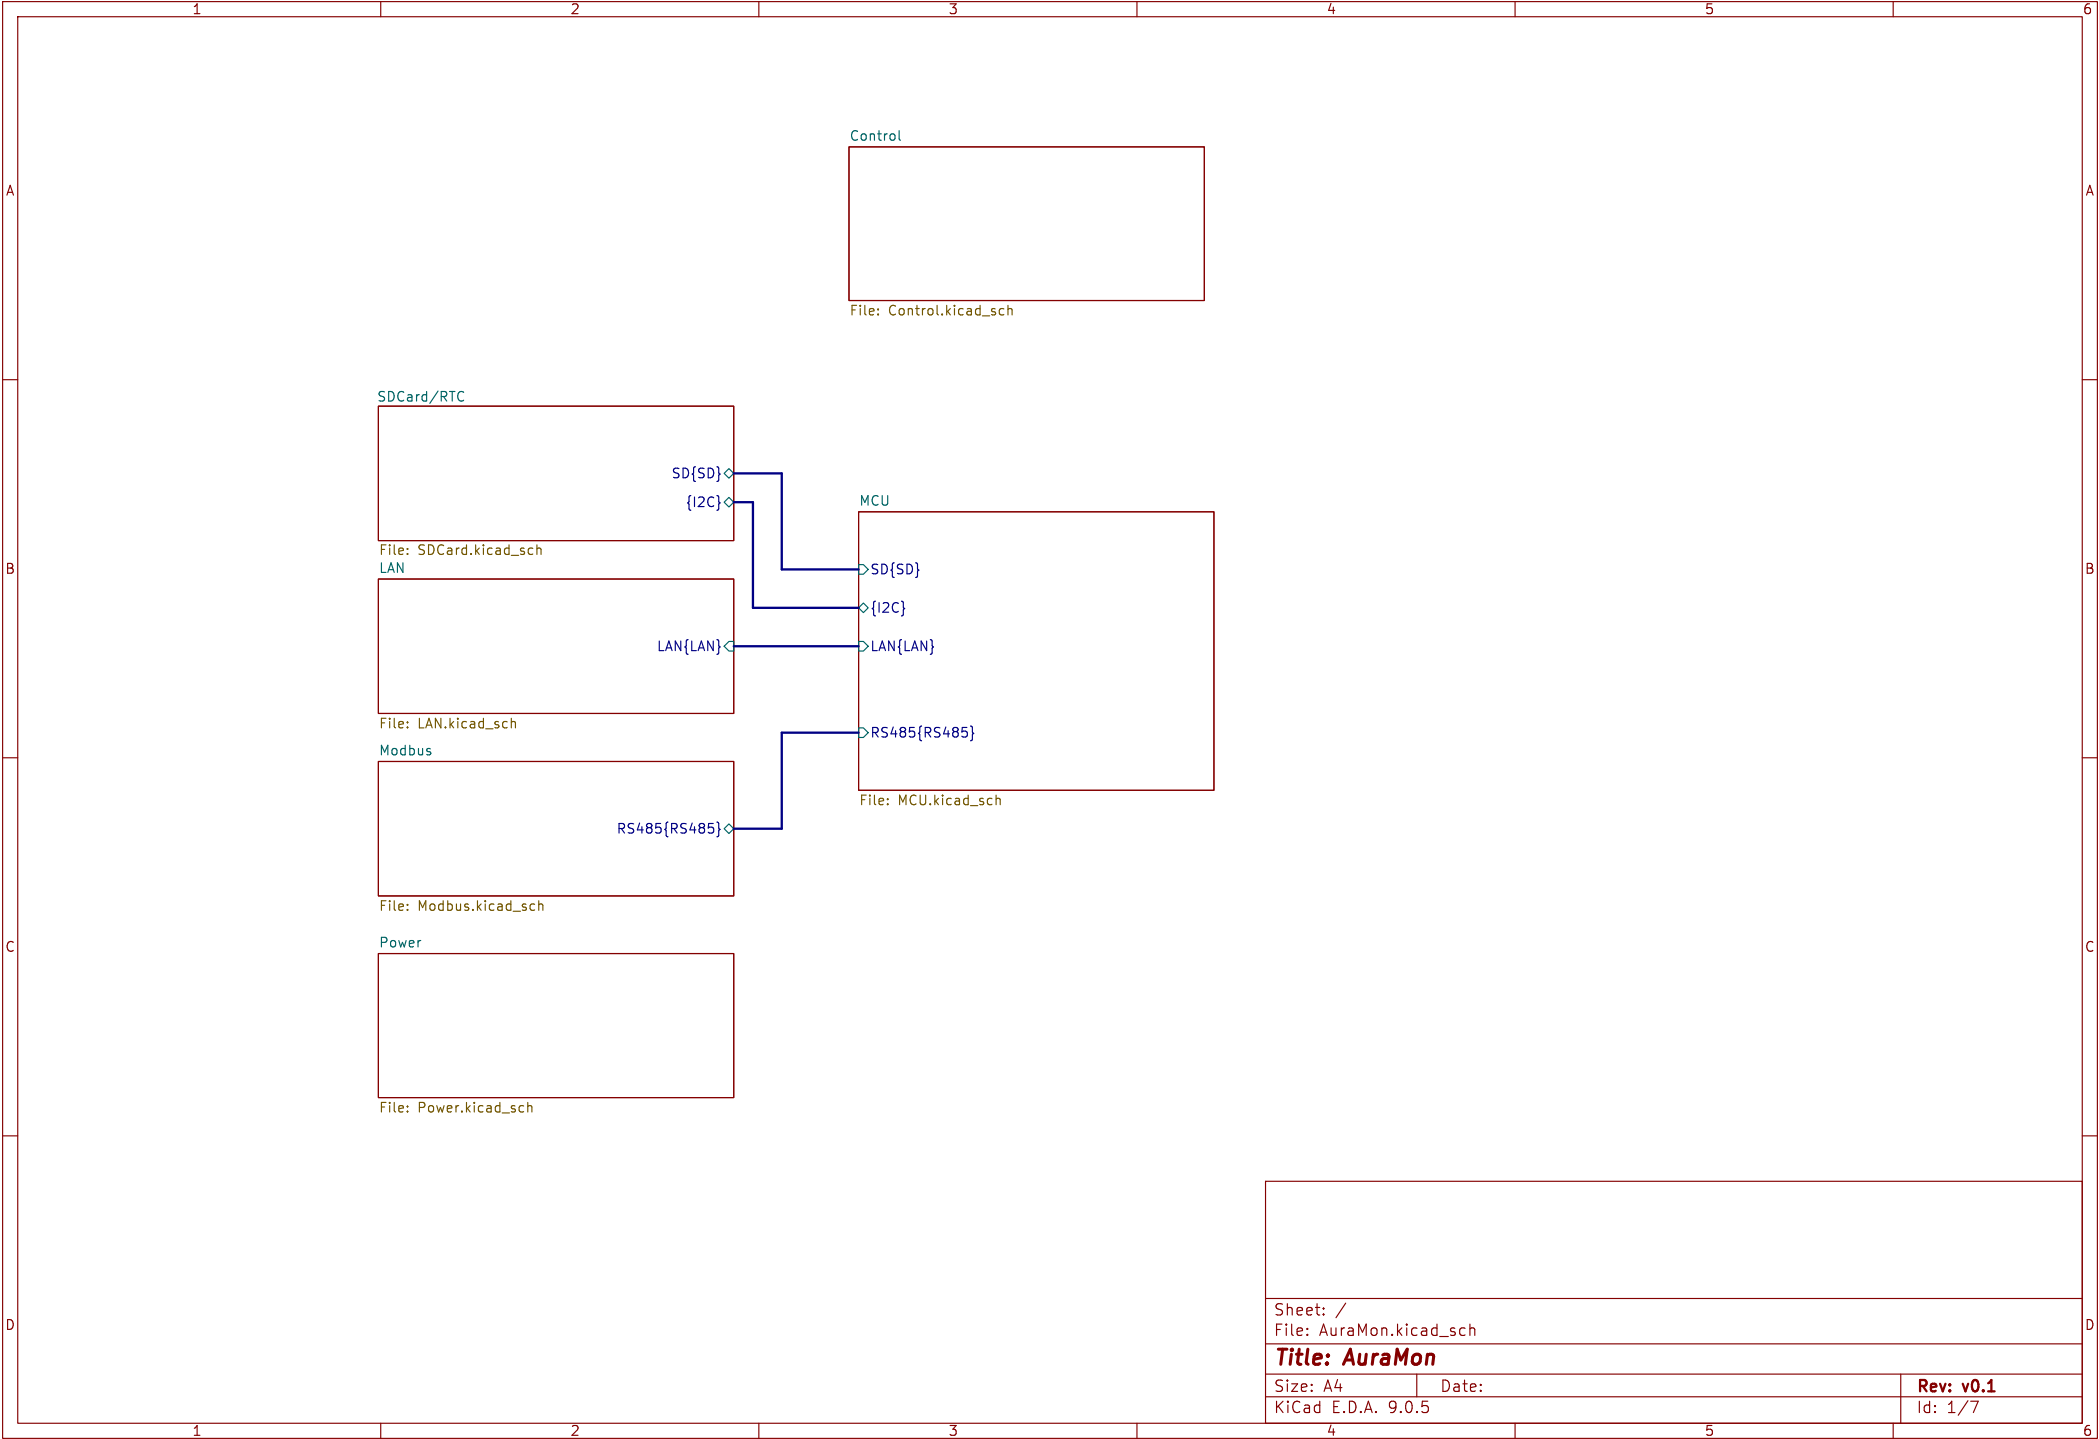 1 2 3 4 5 6
A A
Control
File: Control.kicad_sch
SDCard/RTC
SD{SD}
{I2C}
File: SDCard.kicad_sch
MCU
SD{SD}
{I2C}
LAN{LAN}
RS485{RS485}
File: MCU.kicad_sch
B B
LAN
LAN{LAN}
File: LAN.kicad_sch
Modbus
RS485{RS485}
File: Modbus.kicad_sch
C C
Power
File: Power.kicad_sch
Sheet: /
File: AuraMon.kicad_sch
D D
Title: AuraMon
Size: A4 Date: Rev: v0.1
KiCad E.D.A. 9.0.5 Id: 1/7
1 2 3 4 5 6